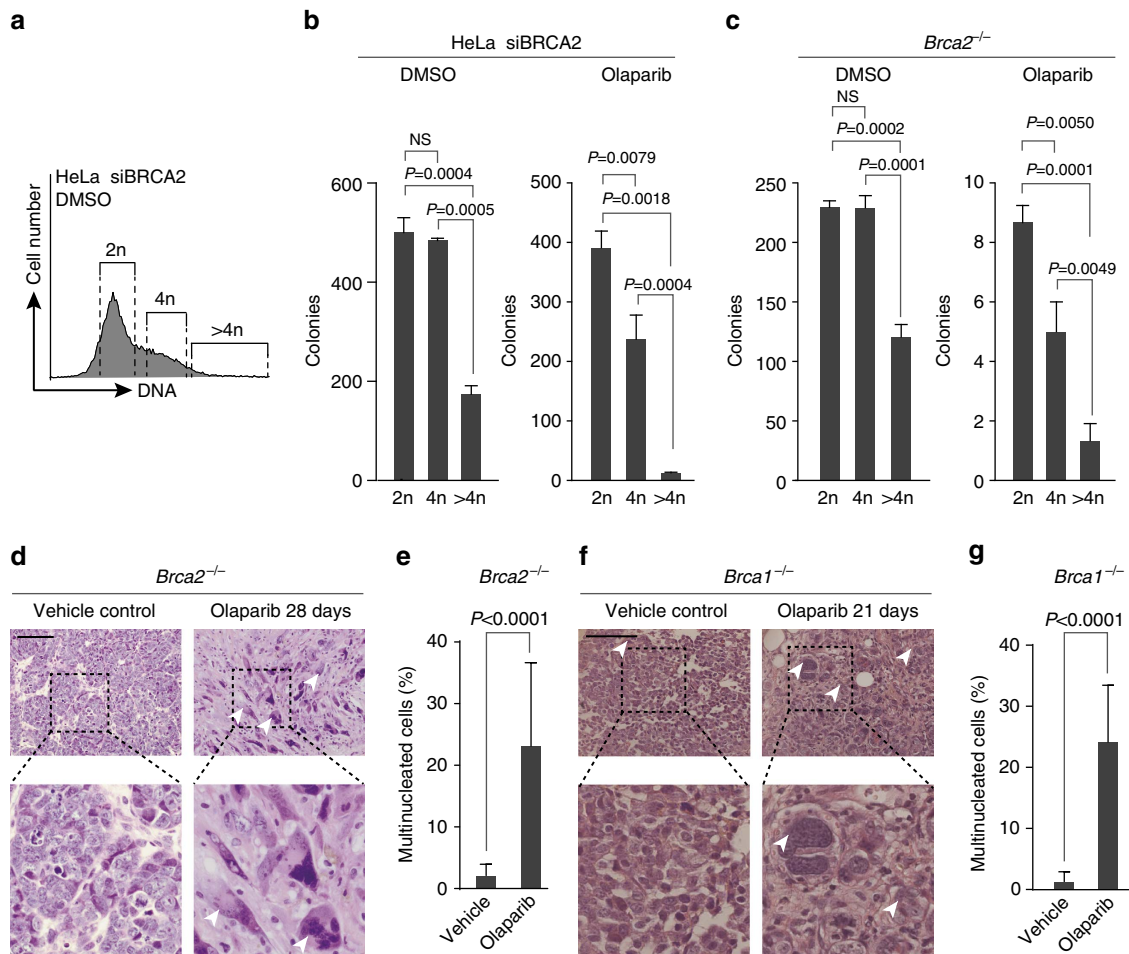 a
HeLa siBRCA2
DMSO
Cell number
2n
4n
>4n
DNA
b
HeLa siBRCA2
DMSO
Olaparib
NS
P=0.0004
P=0.0005
600
400
200
0
Colonies
2n 4n >4n
P=0.0079
P=0.0018
P=0.0004
500
400
300
200
100
0
Colonies
2n 4n >4n
c
Brca2−/−
DMSO
Olaparib
NS
P=0.0002
P=0.0001
250
200
150
100
50
0
Colonies
2n 4n >4n
P=0.0050
P=0.0001
P=0.0049
10
8
6
4
2
0
Colonies
2n 4n >4n
d
Brca2−/−
Vehicle control
Olaparib 28 days
e
Brca2−/−
P<0.0001
40
30
20
10
0
Multinucleated cells (%)
Vehicle
Olaparib
f
Brca1−/−
Vehicle control
Olaparib 21 days
g
Brca1−/−
P<0.0001
40
30
20
10
0
Multinucleated cells (%)
Vehicle
Olaparib